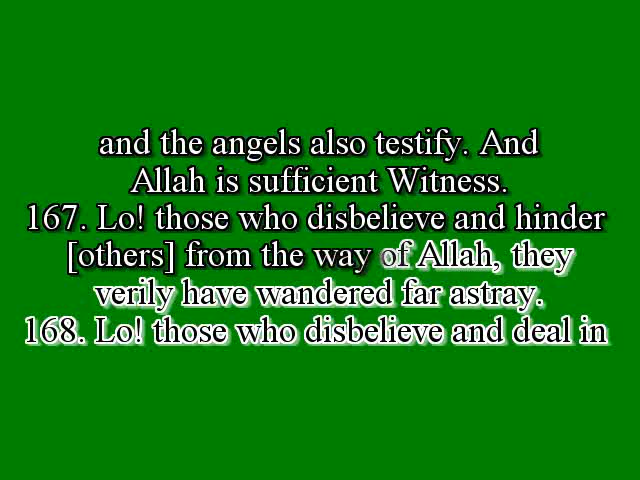 and the angels also testify. And
Allah is sufficient Witness.
167. Lo! those who disbelieve and hinder
[others] from the way of Allah, they
verily have wandered far astray.
168. Lo! those who disbelieve and deal in